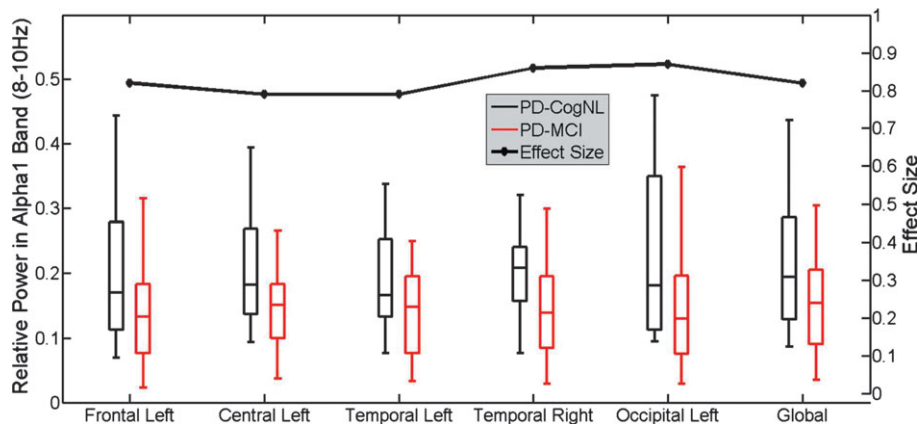 Relative Power in Alpha1 Band (8-10Hz)
0.5
0.4
0.3
0.2
0.1
0
PD-CogNL
PD-MCI
Effect Size
1
0.9
0.8
0.7
0.6
0.5
0.4
0.3
0.2
0.1
0
Effect Size
Frontal Left
Central Left
Temporal Left
Temporal Right
Occipital Left
Global